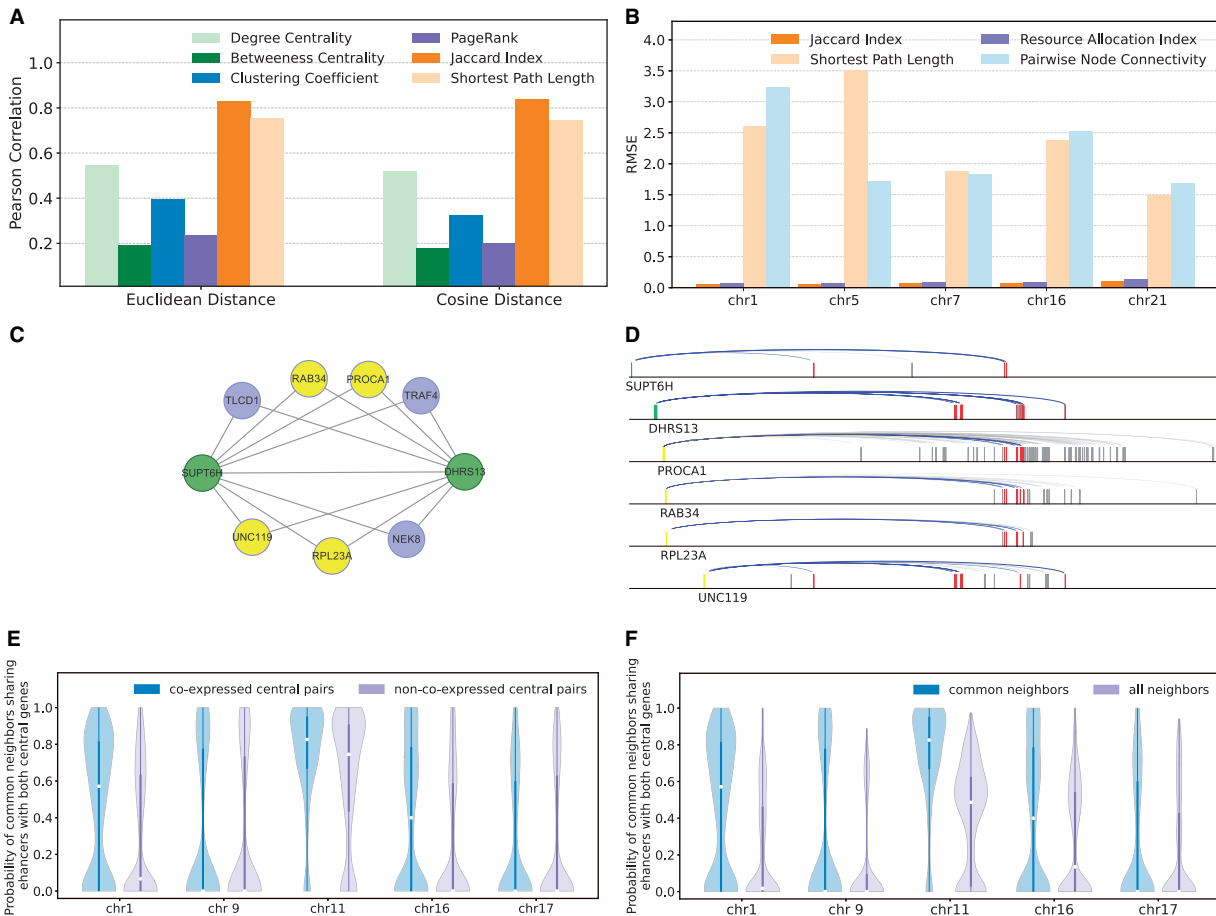 A
Degree Centrality
Betweeness Centrality
Clustering Coefficient
PageRank
Jaccard Index
Shortest Path Length
Pearson Correlation
1.0
0.8
0.6
0.4
0.2
Euclidean Distance
Cosine Distance
B
Jaccard Index
Shortest Path Length
Resource Allocation Index
Pairwise Node Connectivity
RMSE
4.0
3.5
3.0
2.5
2.0
1.5
1.0
0.5
0.0
chr1
chr5
chr7
chr16
chr21
C
RAB34
PROCA1
TLCD1
TRAF4
SUPT6H
DHRS13
UNC119
NEK8
RPL23A
D
SUPT6H
DHRS13
PROCA1
RAB34
RPL23A
UNC119
E
co-expressed central pairs
non-co-expressed central pairs
Probability of common neighbors sharing
ehancers with both central genes
1.0
0.8
0.6
0.4
0.2
0.0
chr1
chr 9
chr11
chr16
chr17
F
common neighbors
all neighbors
Probability of common neighbors sharing
ehancers with both central genes
1.0
0.8
0.6
0.4
0.2
0.0
chr1
chr 9
chr11
chr16
chr17